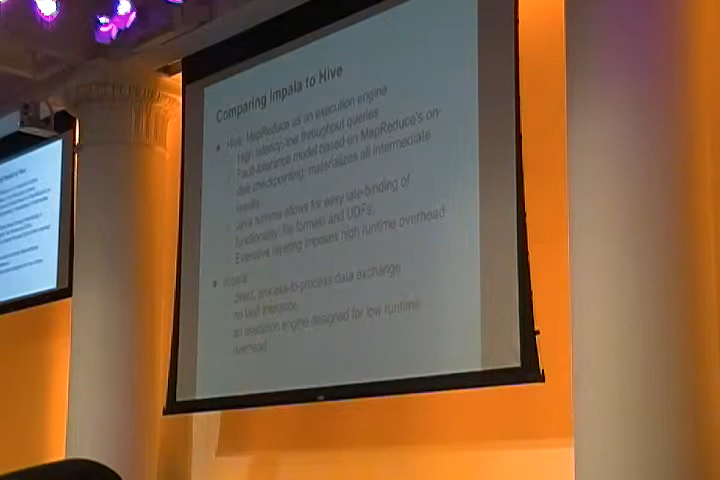 Comparing Impala to Hive
Hive: MapReduce as an execution engine
High latency, low throughput queries
Fault-tolerance model based on MapReduce's on-
disk checkpointing; materializes all intermediate
results
Java runtime allows for easy late-binding of
functionality: file formats and UDFs.
Extensive layering imposes high runtime overhead
Impala:
direct, process-to-process data exchange
no fault tolerance
an execution engine designed for low runtime
overhead